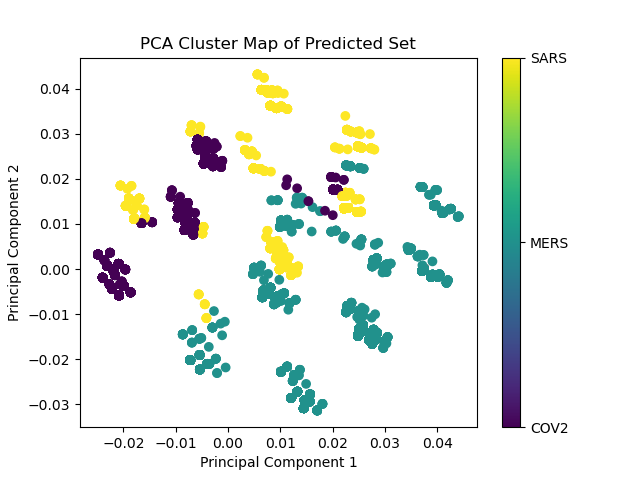 PCA Cluster Map of Predicted Set
Principal Component 2
0.04
0.03
0.02
0.01
0.00
−0.01
−0.02
−0.03
−0.02
−0.01
0.00
0.01
0.02
0.03
0.04
Principal Component 1
SARS
MERS
COV2